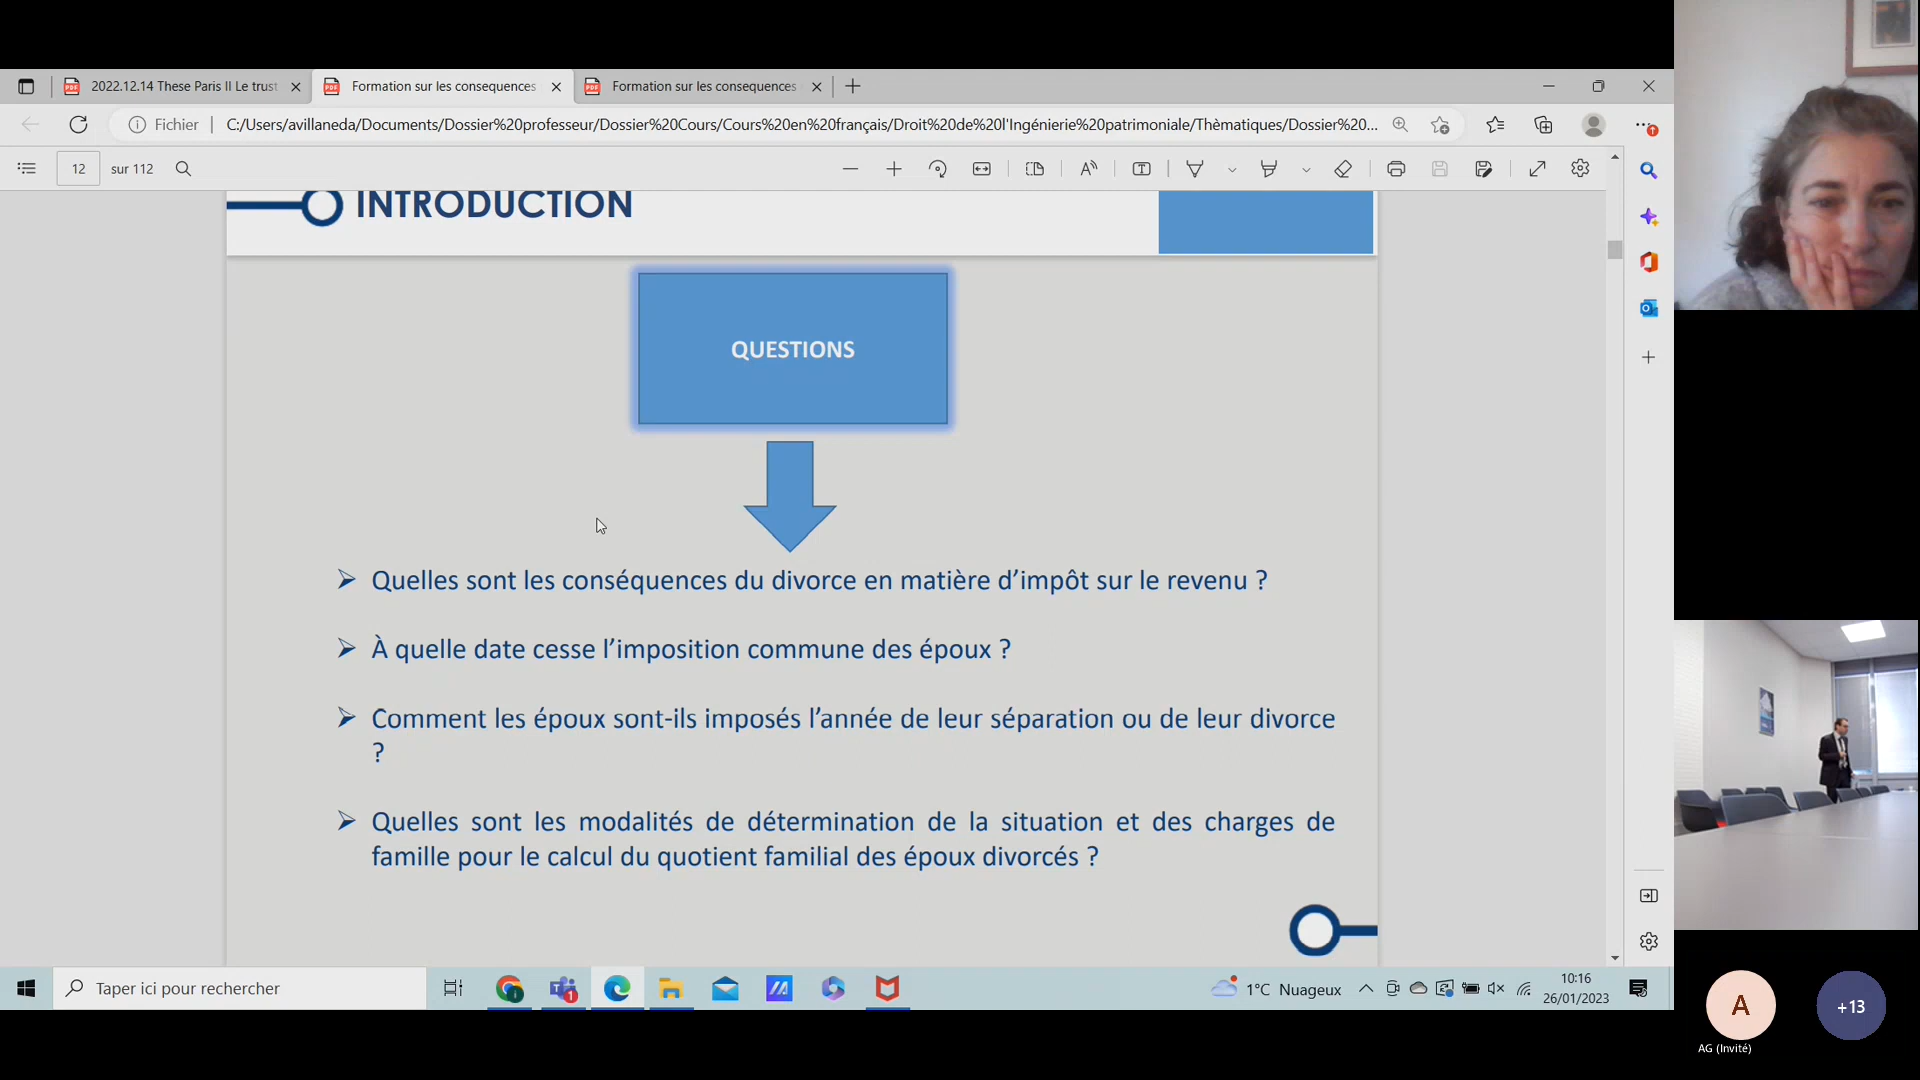 2022.12.14 These Paris II Le trust
Formation sur les consequences
Formation sur les consequences
Fichier
C:/Users/avillaneda/Documents/Dossier%20professeur/Dossier%20Cours/Cours%20en%20français/Droit%20de%20l'Ingénierie%20patrimoniale/Thèmatiques/Dossier%20...
12 sur 112
INTRODUCTION
QUESTIONS
Quelles sont les conséquences du divorce en matière d’impôt sur le revenu ?
À quelle date cesse l’imposition commune des époux ?
Comment les époux sont-ils imposés l’année de leur séparation ou de leur divorce
?
Quelles sont les modalités de détermination de la situation et des charges de
famille pour le calcul du quotient familial des époux divorcés ?
Taper ici pour rechercher
1
1°C Nuageux
10:16
26/01/2023
A
+13
AG (Invité)